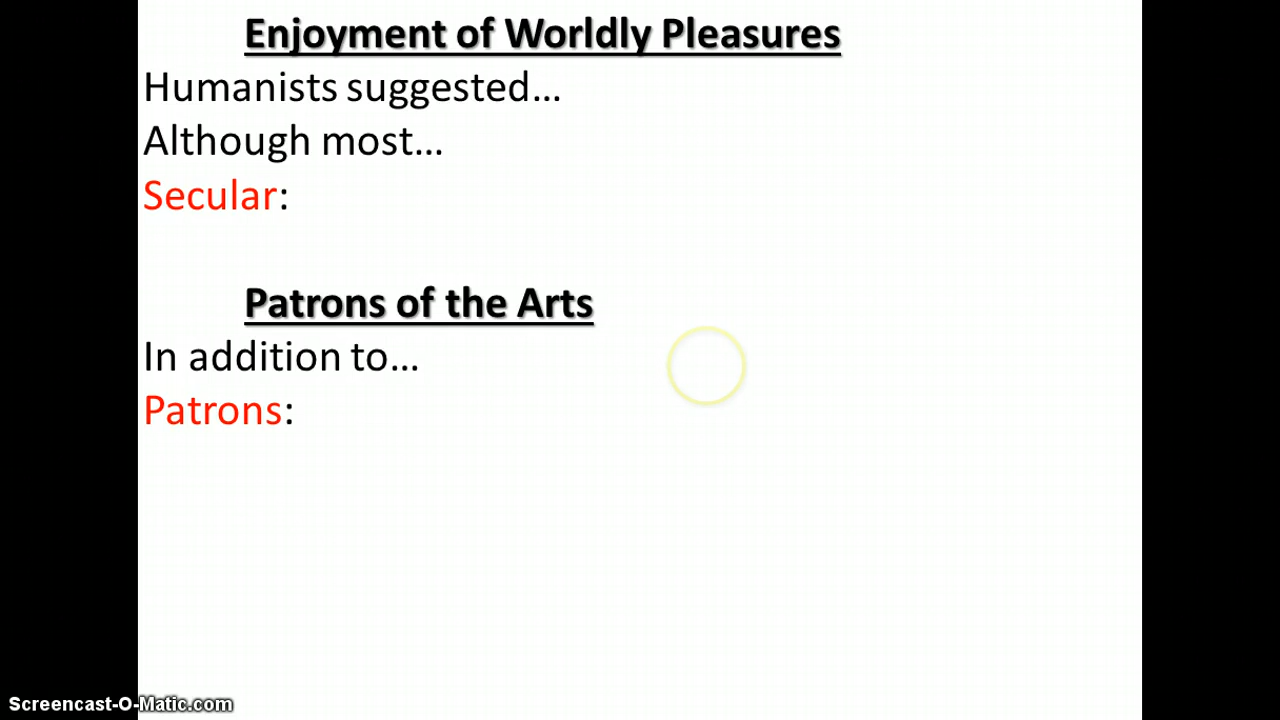 Enjoyment of Worldly Pleasures
Humanists suggested…
Although most…
Secular:
Patrons of the Arts
In addition to…
Patrons:
Screencast-O-Matic.com